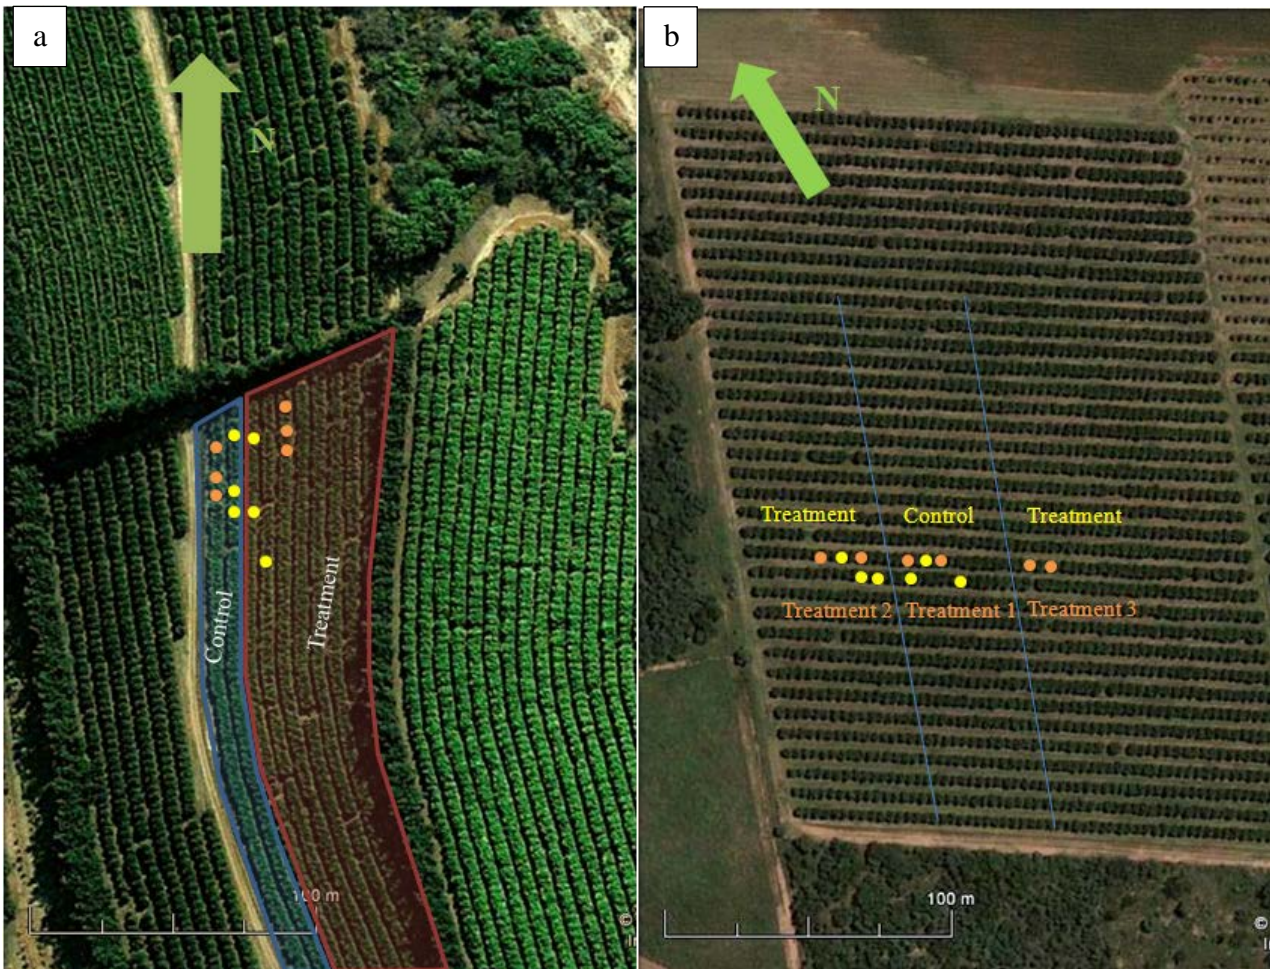 a
N
Control
Treatment
100 m
©
b
N
Treatment
Control
Treatment
Treatment 2
Treatment 1
Treatment 3
100 m
©